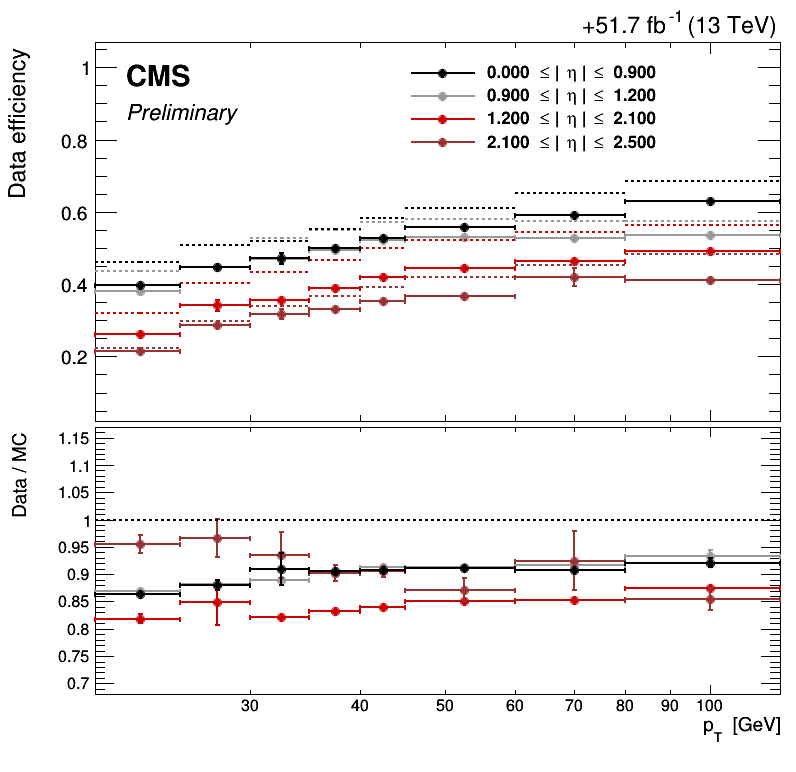 +51.7 fb⁻¹ (13 TeV)
CMS
Preliminary
0.000 ≤| η | ≤ 0.900
0.900 ≤| η | ≤ 1.200
1.200 ≤| η | ≤ 2.100
2.100 ≤| η | ≤ 2.500
Data efficiency
1
0.8
0.6
0.4
0.2
Data / MC
1.15
1.1
1.05
1
0.95
0.9
0.85
0.8
0.75
0.7
30 40 50 60 70 80 90 100
p_T [GeV]